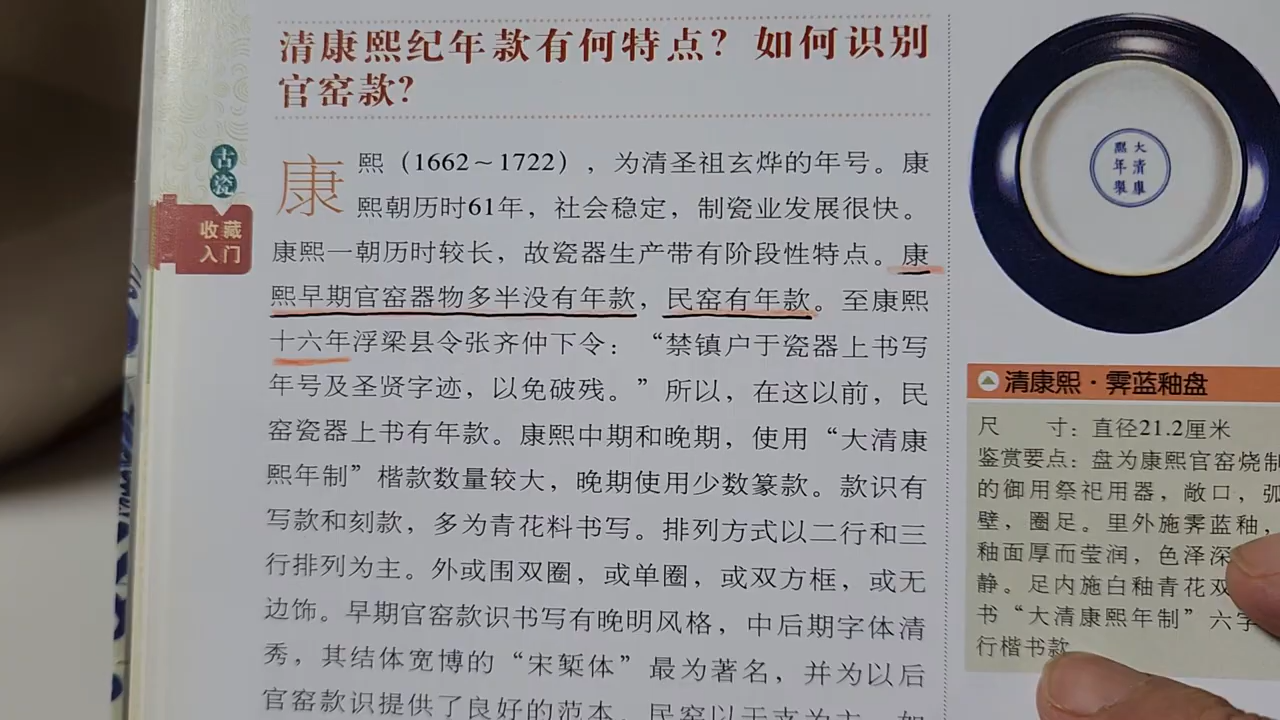 清康熙纪年款有何特点？如何识别
官窑款？
古瓷
收藏
入门
康熙（1662～1722），为清圣祖玄烨的年号。康
熙朝历时61年，社会稳定，制瓷业发展很快。
康熙一朝历时较长，故瓷器生产带有阶段性特点。康
熙早期官窑器物多半没有年款，民窑有年款。至康熙
十六年浮梁县令张齐仲下令：“禁镇户于瓷器上书写
年号及圣贤字迹，以免破残。”所以，在这以前，民
窑瓷器上书有年款。康熙中期和晚期，使用“大清康
熙年制”楷款数量较大，晚期使用少数篆款。款识有
写款和刻款，多为青花料书写。排列方式以二行和三
行排列为主。外或围双圈，或单圈，或双方框，或无
边饰。早期官窑款识书写有晚明风格，中后期字体清
秀，其结体宽博的“宋椠体”最为著名，并为以后
官窑款识提供了良好的范本。民窑以干支为主，如
大清康
熙年製
清康熙·霁蓝釉盘
尺 寸：直径21.2厘米
鉴赏要点：盘为康熙官窑烧制
的御用祭祀用器，敞口，弧
壁，圈足。里外施霁蓝釉，
釉面厚而莹润，色泽深
静。足内施白釉青花双
书“大清康熙年制”六字
行楷书款